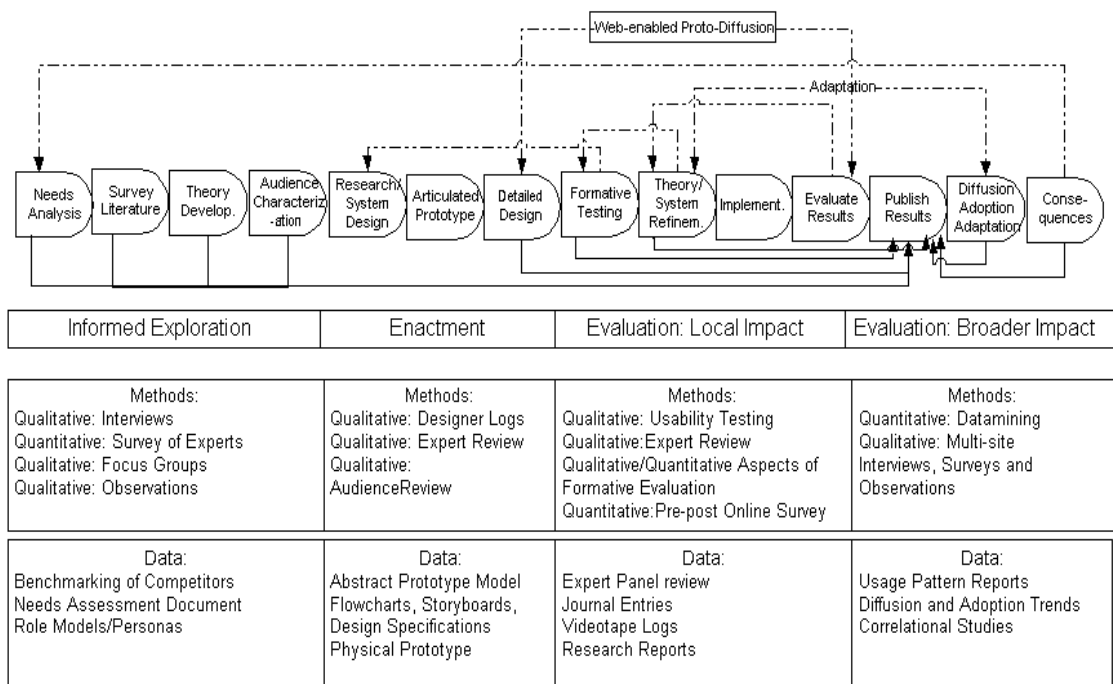 Web-enabled Proto-Diffusion
Adaptation
Needs
Analysis
Survey
Literature
Theory
Develop.
Audience
Characteriz
-ation
Research/
System
Design
Articulated
Prototype
Detailed
Design
Formative
Testing
Theory/
System
Refinem.
Implement.
Evaluate
Results
Publish
Results
Diffusion
Adoption
Adaptation
Conse-
quences
Informed Exploration
Enactment
Evaluation: Local Impact
Evaluation: Broader Impact
Methods:
Qualitative: Interviews
Quantitative: Survey of Experts
Qualitative: Focus Groups
Qualitative: Observations
Methods:
Qualitative: Designer Logs
Qualitative: Expert Review
Qualitative:
AudienceReview
Methods:
Qualitative: Usability Testing
Qualitative:Expert Review
Qualitative/Quantitative Aspects of
Formative Evaluation
Quantitative:Pre-post Online Survey
Methods:
Quantitative: Datamining
Qualitative: Multi-site
Interviews, Surveys and
Observations
Data:
Benchmarking of Competitors
Needs Assessment Document
Role Models/Personas
Data:
Abstract Prototype Model
Flowcharts, Storyboards,
Design Specifications
Physical Prototype
Data:
Expert Panel review
Journal Entries
Videotape Logs
Research Reports
Data:
Usage Pattern Reports
Diffusion and Adoption Trends
Correlational Studies